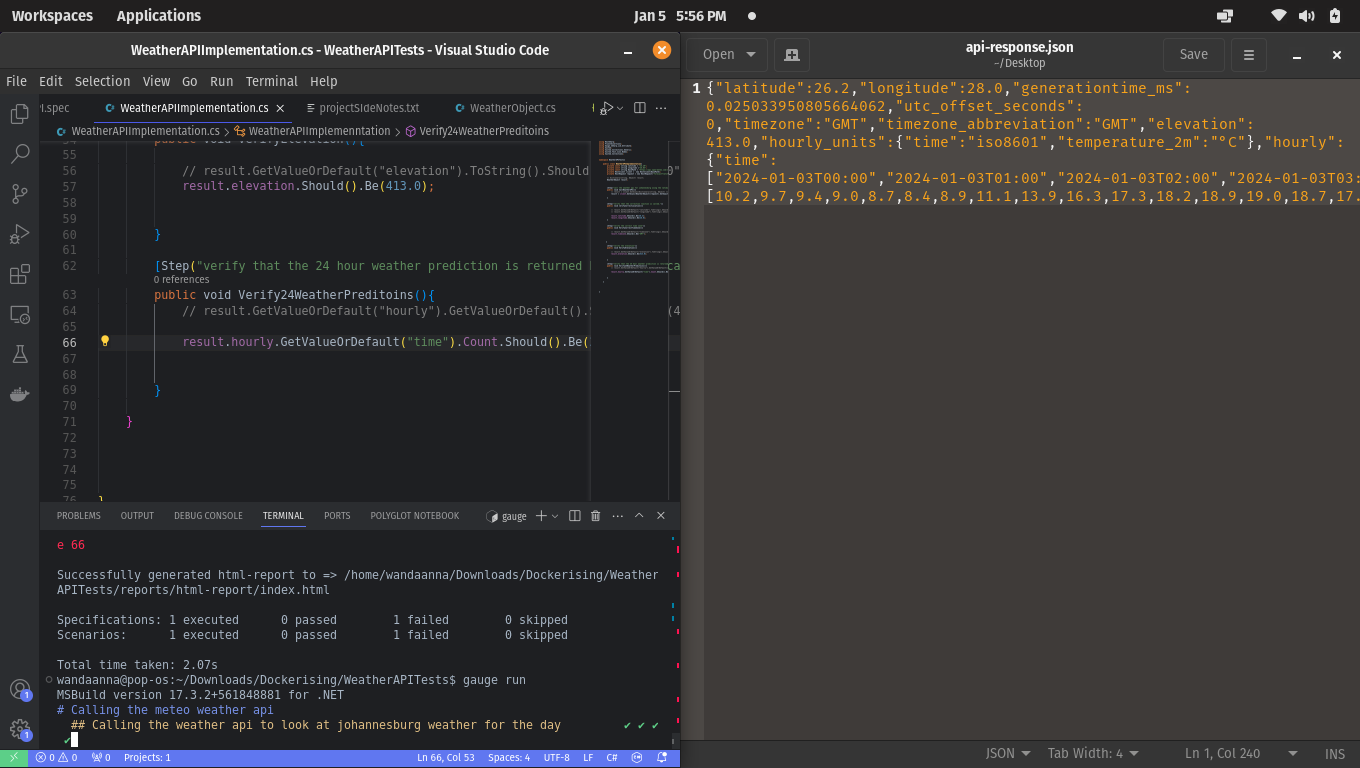 Workspaces Applications Jan 5 5:56 PM
WeatherAPIImplementation.cs - WeatherAPITests - Visual Studio Code
File Edit Selection View Go Run Terminal Help
.spec WeatherAPIImplementation.cs projectSIdeNotes.txt WeatherObject.cs
WeatherAPIImplementation.cs > WeatherAPIImplemenntation > Verify24WeatherPreditoins
54 public void VerifyElevation(){
55
56 // result.GetValueOrDefault("elevation").ToString().Should
57 result.elevation.Should().Be(413.0);
58
59
60 }
61
62 [Step("verify that the 24 hour weather prediction is returned
0 references
63 public void Verify24WeatherPreditoins(){
64 // result.GetValueOrDefault("hourly").GetValueOrDefault().
65
66 result.hourly.GetValueOrDefault("time").Count.Should().Be(
67
68
69 }
70
71 }
72
73
74
75
76 }
PROBLEMS OUTPUT DEBUG CONSOLE TERMINAL PORTS POLYGLOT NOTEBOOK gauge
e 66
Successfully generated html-report to => /home/wandaanna/Downloads/Dockerising/Weather
APITests/reports/html-report/index.html
Specifications: 1 executed 0 passed 1 failed 0 skipped
Scenarios: 1 executed 0 passed 1 failed 0 skipped
Total time taken: 2.07s
wandaanna@pop-os:~/Downloads/Dockerising/WeatherAPITests$ gauge run
MSBuild version 17.3.2+561848881 for .NET
# Calling the meteo weather api
## Calling the weather api to look at johannesburg weather for the day ✔ ✔ ✔
✔
1
1
0 0 0 Projects: 1 Ln 66, Col 53 Spaces: 4 UTF-8 LF C#
Open api-response.json Save
~/Desktop
1 {"latitude":26.2,"longitude":28.0,"generationtime_ms":
0.025033950805664062,"utc_offset_seconds":
0,"timezone":"GMT","timezone_abbreviation":"GMT","elevation":
413.0,"hourly_units":{"time":"iso8601","temperature_2m":"°C"},"hourly":
{"time":
["2024-01-03T00:00","2024-01-03T01:00","2024-01-03T02:00","2024-01-03T03:
[10.2,9.7,9.4,9.0,8.7,8.4,8.9,11.1,13.9,16.3,17.3,18.2,18.9,19.0,18.7,17.
JSON Tab Width: 4 Ln 1, Col 240 INS